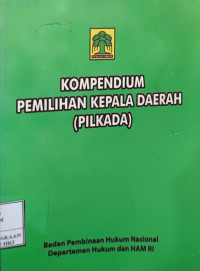 KOMPENDIUM
PEMILIHAN KEPALA DAERAH
(PILKADA)
Badan Pembinaan Hukum Nasional
Departemen Hukum dan HAM RI